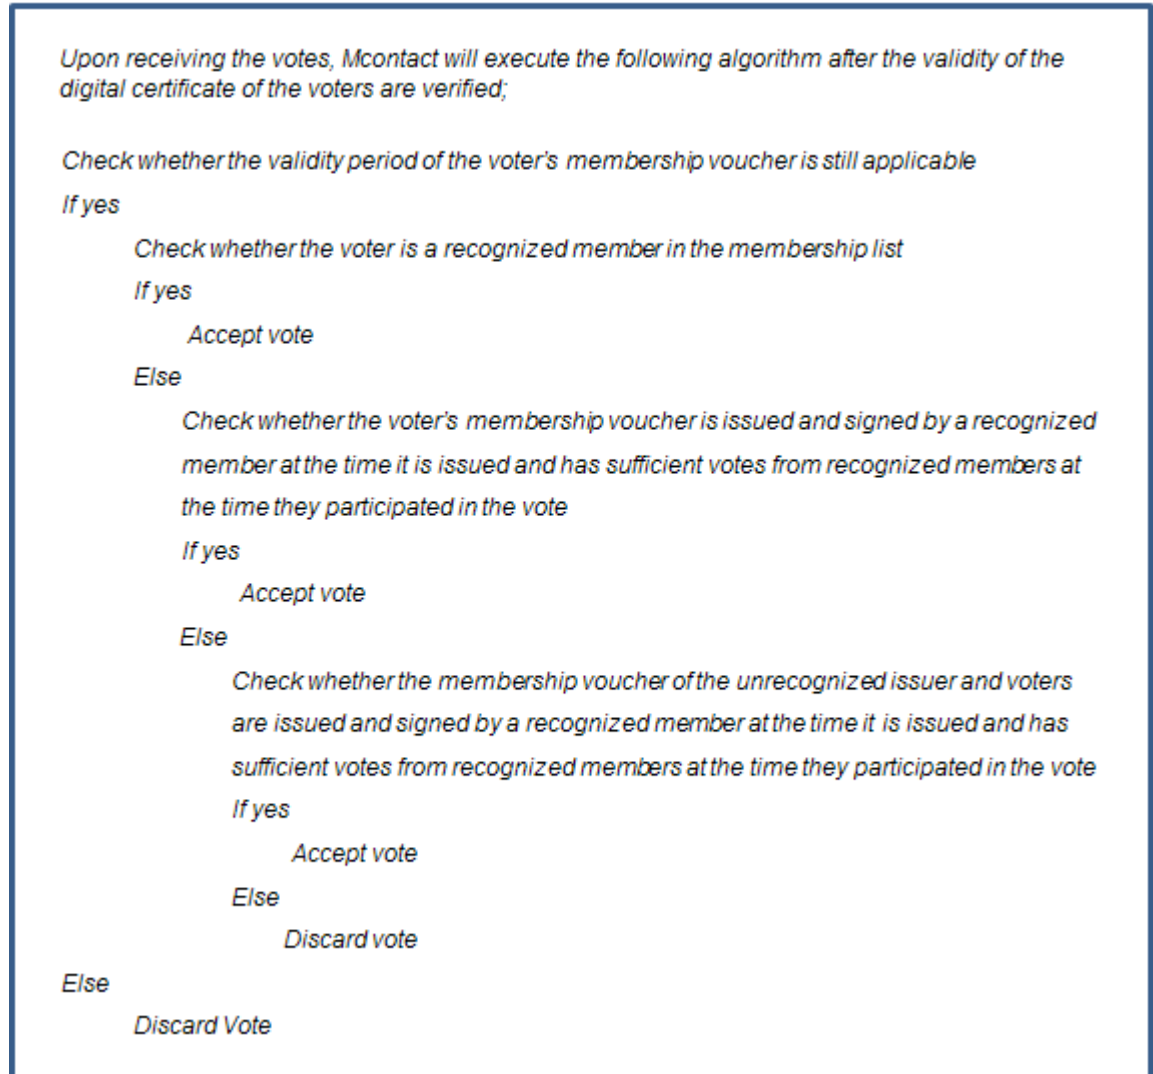 Upon receiving the votes, Mcontact will execute the following algorithm after the validity of the
digital certificate of the voters are verified;
Check whether the validity period of the voter's membership voucher is still applicable
If yes
Check whether the voter is a recognized member in the membership list
If yes
Accept vote
Else
Check whether the voter's membership voucher is issued and signed by a recognized
member at the time it is issued and has sufficient votes from recognized members at
the time they participated in the vote
If yes
Accept vote
Else
Check whether the membership voucher of the unrecognized issuer and voters
are issued and signed by a recognized member at the time it is issued and has
sufficient votes from recognized members at the time they participated in the vote
If yes
Accept vote
Else
Discard vote
Else
Discard Vote